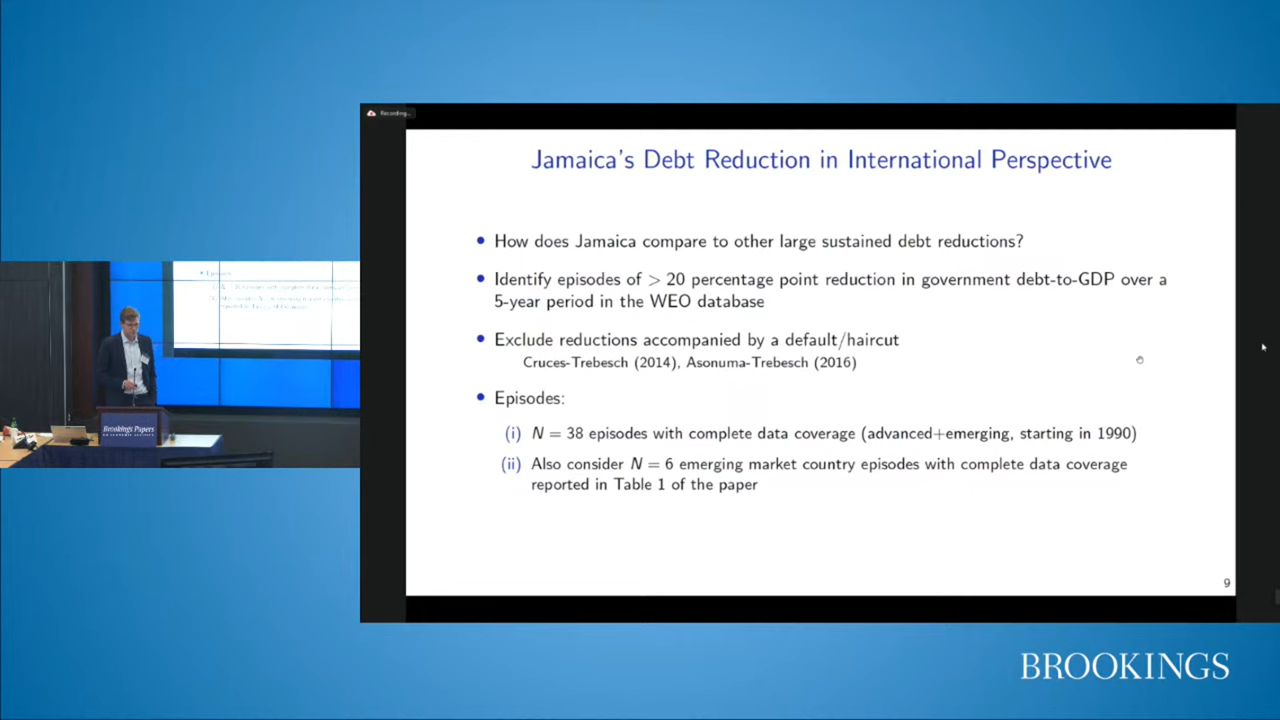 Recording...
Jamaica's Debt Reduction in International Perspective
• How does Jamaica compare to other large sustained debt reductions?
• Identify episodes of > 20 percentage point reduction in government debt-to-GDP over a
5-year period in the WEO database
• Exclude reductions accompanied by a default/haircut
Cruces-Trebesch (2014), Asonuma-Trebesch (2016)
• Episodes:
(i) N = 38 episodes with complete data coverage (advanced+emerging, starting in 1990)
(ii) Also consider N = 6 emerging market country episodes with complete data coverage
reported in Table 1 of the paper
9
Brookings Papers
BROOKINGS